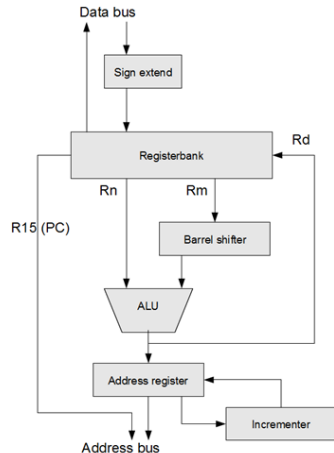 Data bus
Sign extend
Rd
Registerbank
Rn
Rm
R15 (PC)
Barrel shifter
ALU
Address register
Incrementer
Address bus